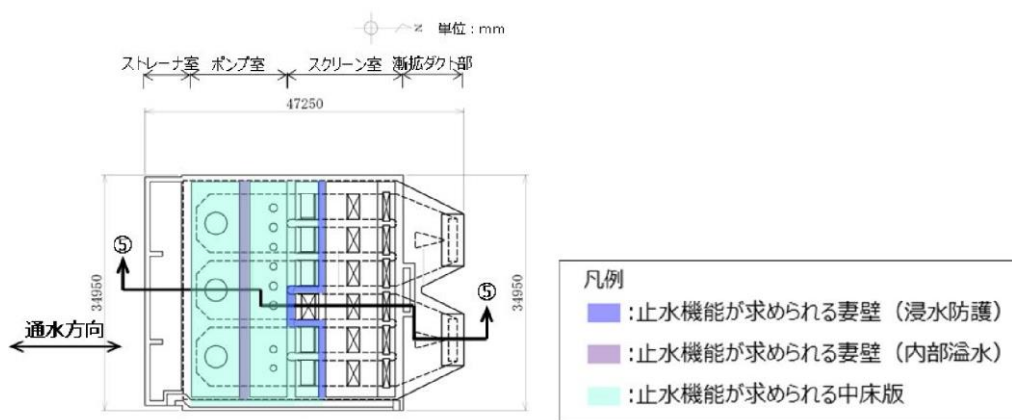 N
単位：mm
ストレーナ室 ポンプ室 スクリーン室 漸拡ダクト部
47250
⑤
34950
34950
⑤
通水方向
凡例
：止水機能が求められる妻壁（浸水防護）
：止水機能が求められる妻壁（内部溢水）
：止水機能が求められる中床版